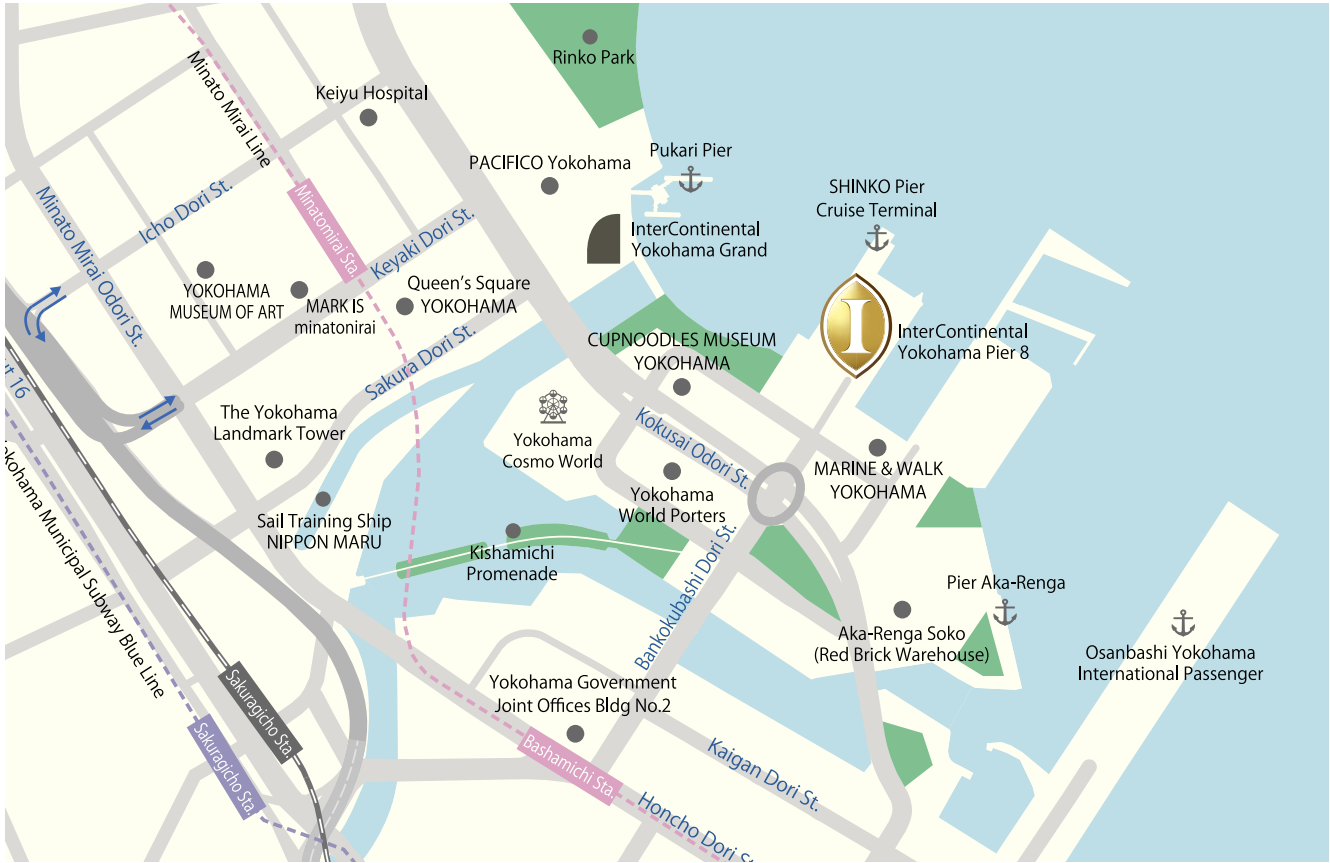 Rinko Park
Minato Mirai Line
Keiyu Hospital
Pukari Pier
PACIFICO Yokohama
SHINKO Pier
Cruise Terminal
Minato Mirai Odori St.
Icho Dori St.
Minatomirai Sta.
Keyaki Dori St.
InterContinental
Yokohama Grand
YOKOHAMA
MUSEUM OF ART
MARK IS
minatonirai
Queen's Square
YOKOHAMA
I
InterContinental
Yokohama Pier 8
CUPNOODLES MUSEUM
YOKOHAMA
Sakura Dori St.
16
The Yokohama
Landmark Tower
Yokohama
Cosmo World
Kokusai Odori St.
MARINE & WALK
YOKOHAMA
Yokohama
World Porters
Sail Training Ship
NIPPON MARU
Kishamichi
Promenade
Bankokubashi Dori St.
Pier Aka-Renga
Aka-Renga Soko
(Red Brick Warehouse)
Osanbashi Yokohama
International Passenger
okohama Municipal Subway Blue Line
Sakuragicho Sta.
Sakuragicho Sta.
Yokohama Government
Joint Offices Bldg No.2
Bashamichi Sta.
Kaigan Dori St.
Honcho Dori St.